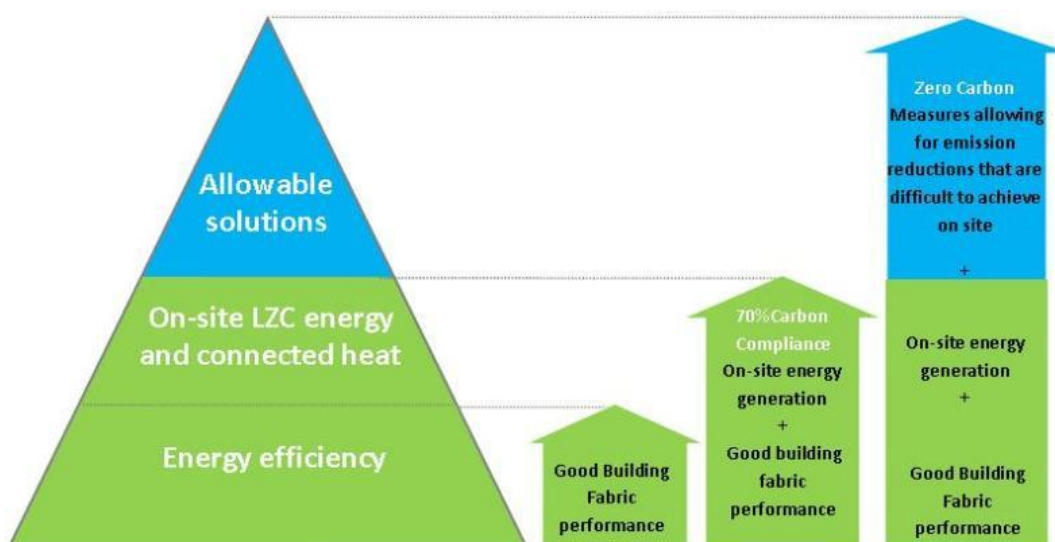 Allowable
solutions
On-site LZC energy
and connected heat
Energy efficiency
Good Building
Fabric
performance
70%Carbon
Compliance
On-site energy
generation
+
Good building
fabric
performance
Zero Carbon
Measures allowing
for emission
reductions that are
difficult to achieve
on site
+
On-site energy
generation
+
Good Building
Fabric
performance